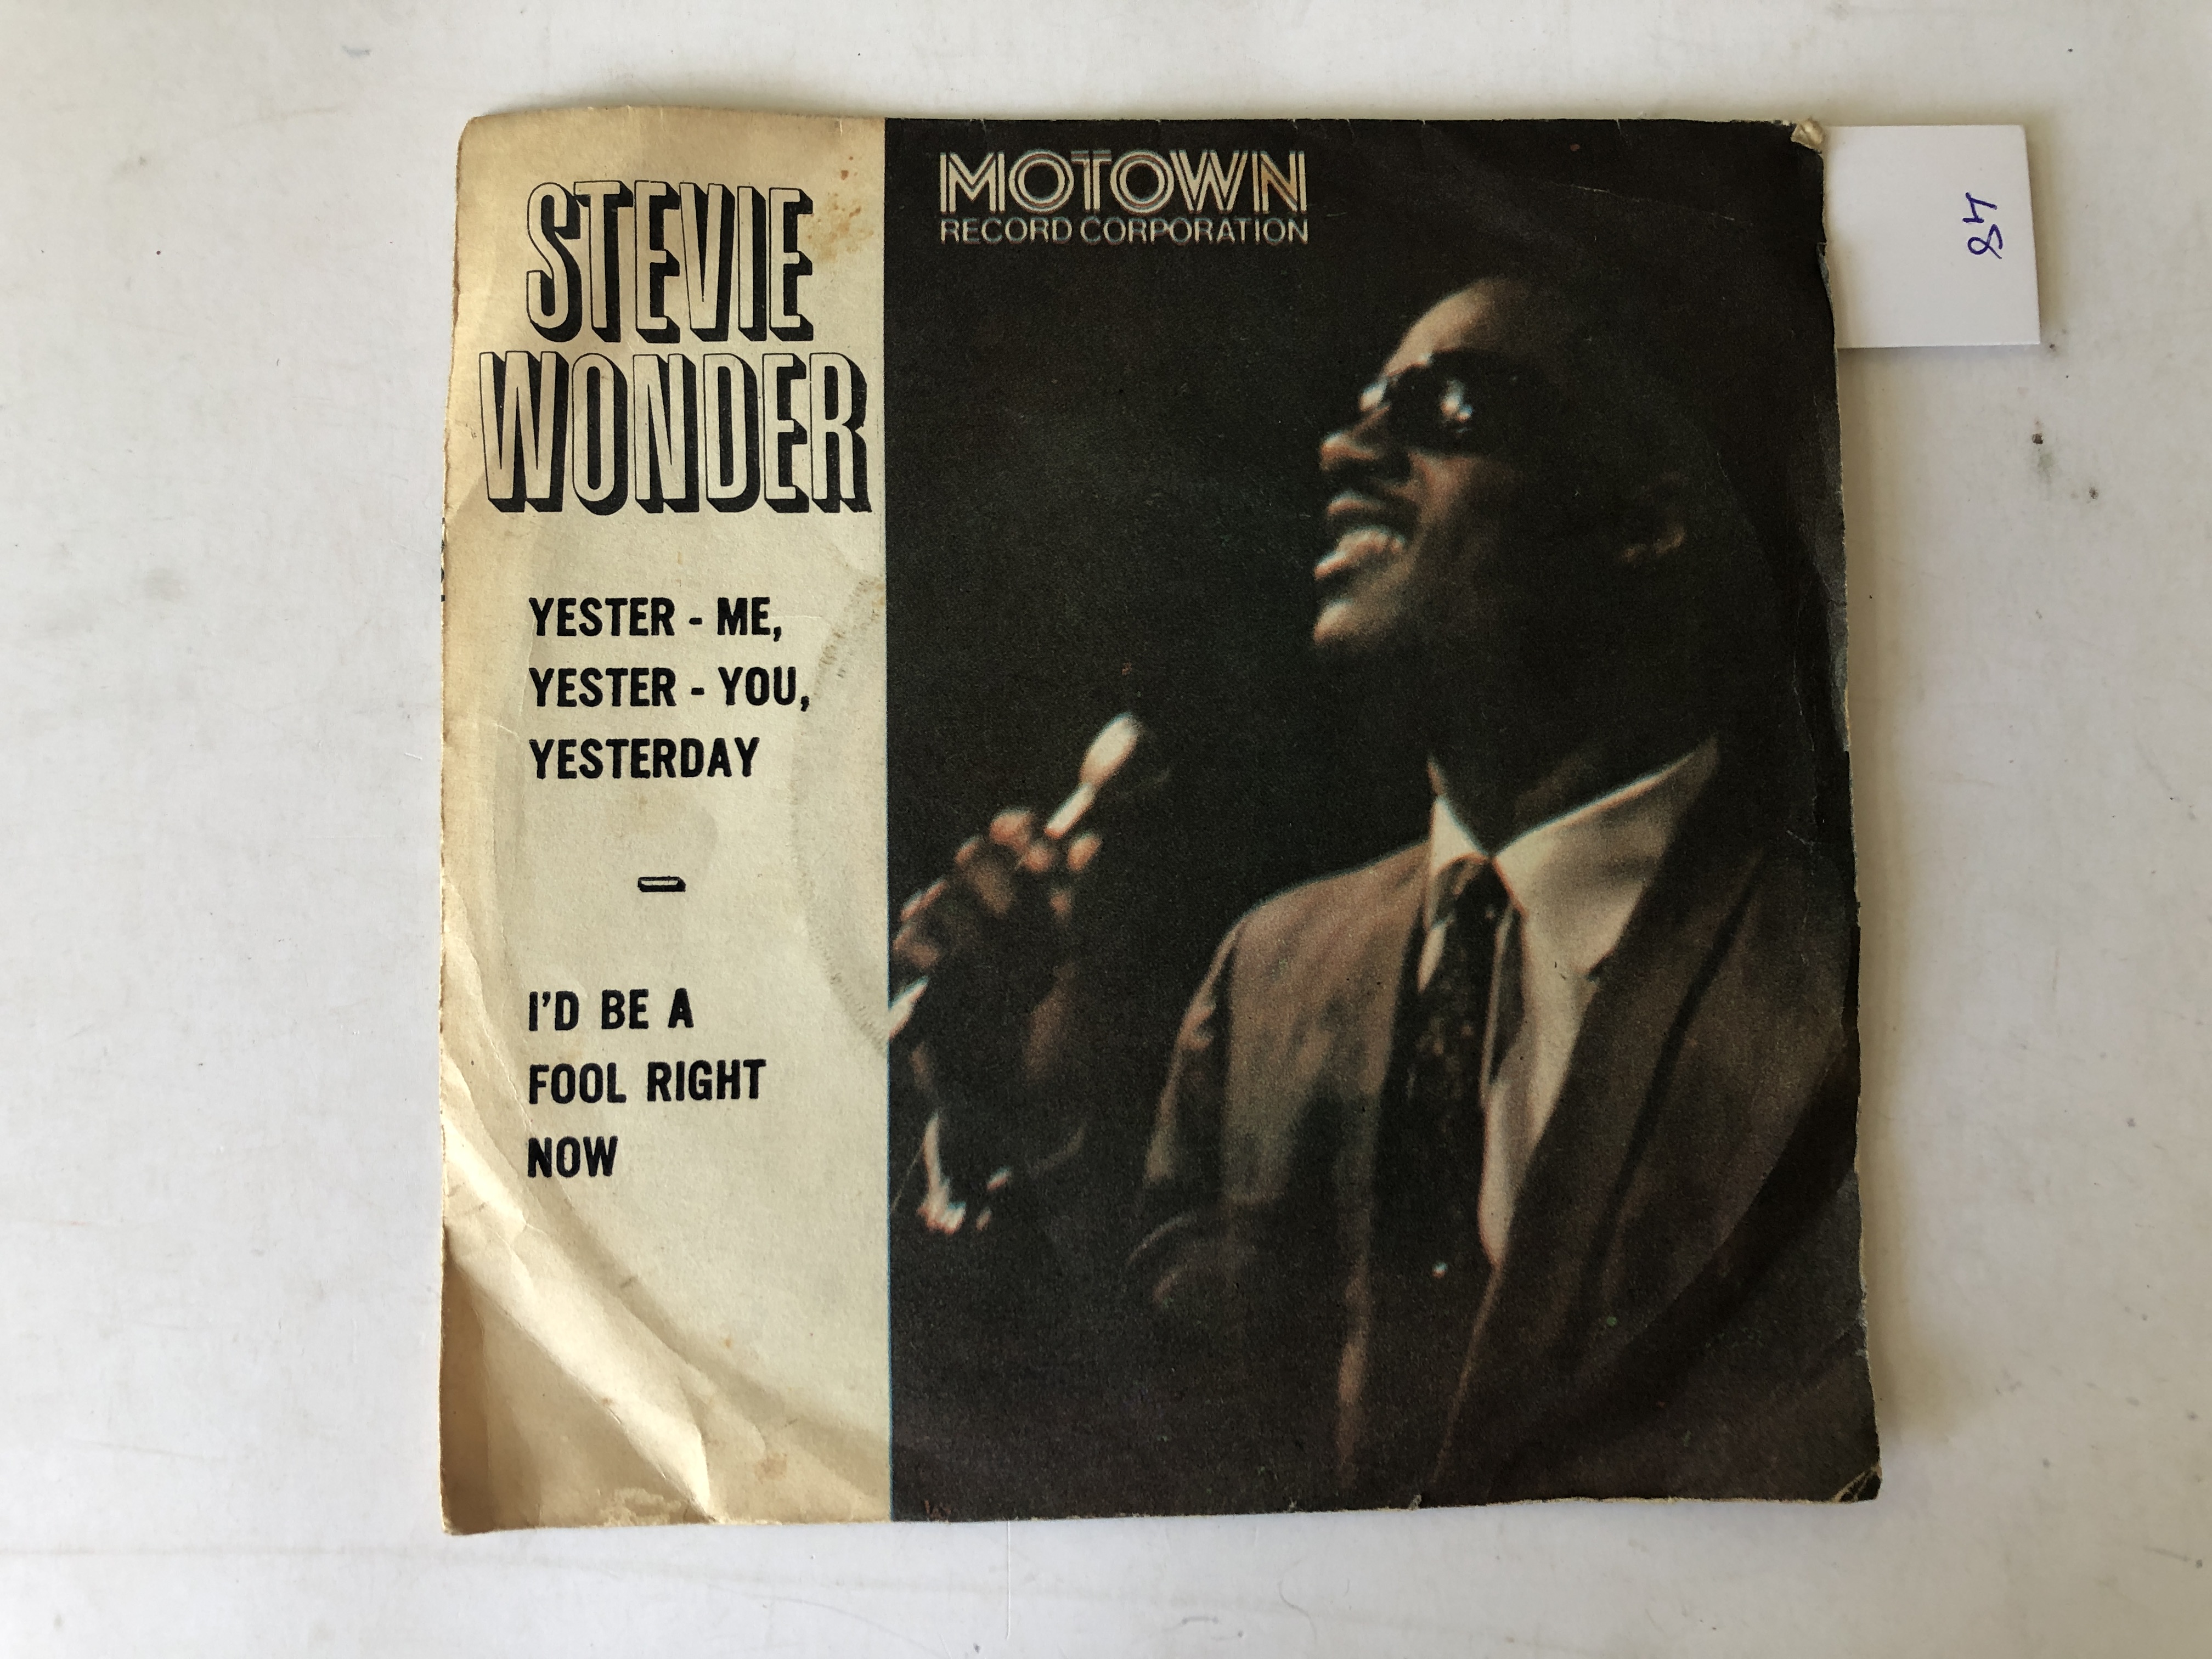 STEVIE
WONDER
YESTER - ME,
YESTER - YOU,
YESTERDAY
-
I'D BE A
FOOL RIGHT
NOW
MOTOWN
RECORD CORPORATION
48